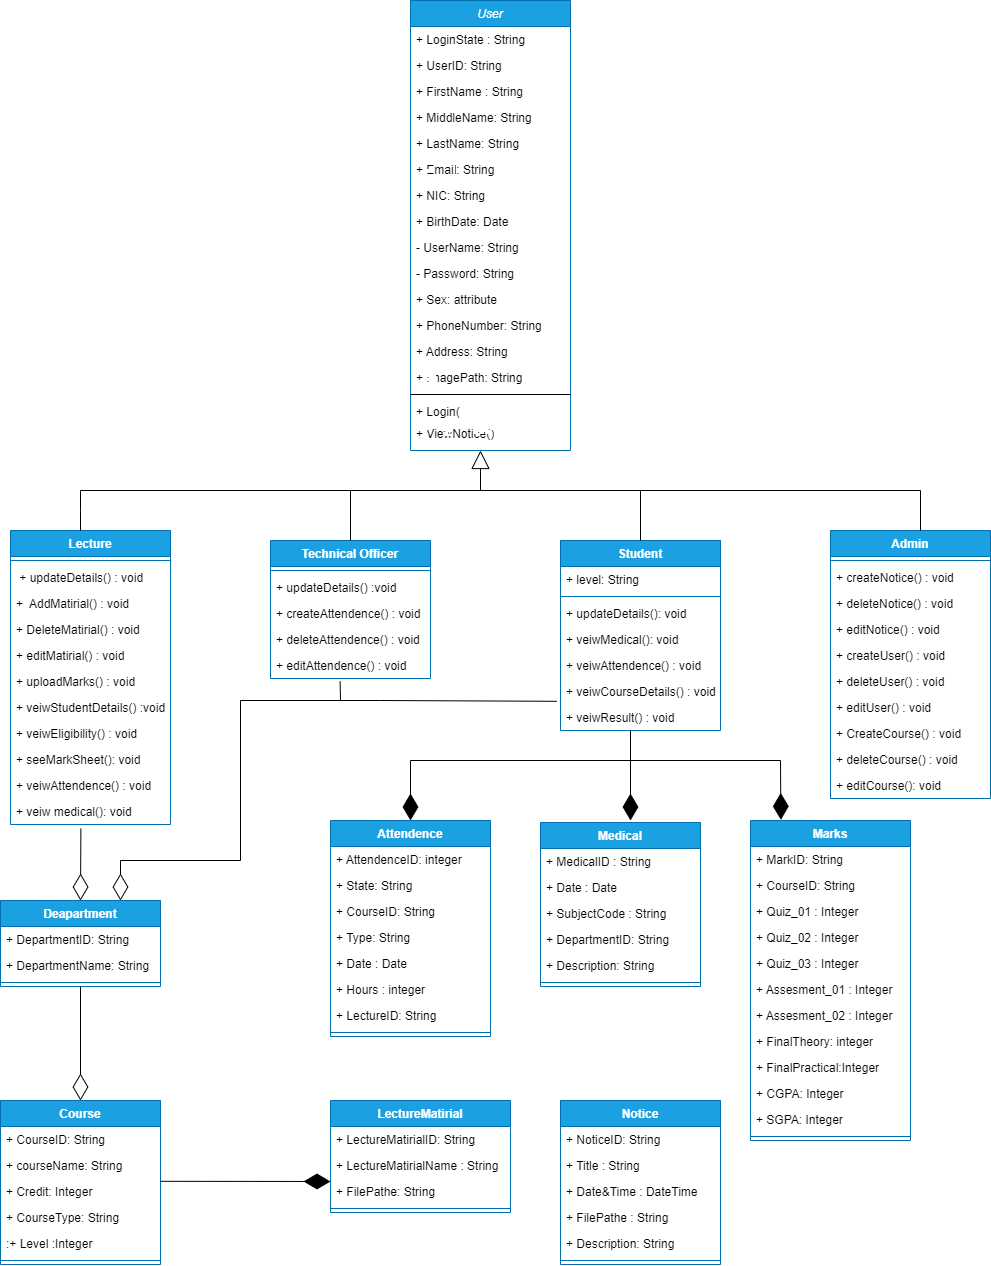 User
+ LoginState : String
+ UserID: String
+ FirstName : String
+ MiddleName: String
+ LastName: String
+ Email: String
+ NIC: String
+ BirthDate: Date
- UserName: String
- Password: String
+ Sex: attribute
+ PhoneNumber: String
+ Address: String
+ : magePath: String
+ Login(
+ ViewNotice()
Lecture
+ updateDetails() : void
+ AddMatirial() : void
+ DeleteMatirial() : void
+ editMatirial() : void
+ uploadMarks() : void
+ veiwStudentDetails() :void
+ veiwEligibility() : void
+ seeMarkSheet(): void
+ veiwAttendence() : void
+ veiw medical(): void
Technical Officer
+ updateDetails() :void
+ createAttendence() : void
+ deleteAttendence() : void
+ editAttendence() : void
Student
+ level: String
+ updateDetails(): void
+ veiwMedical(): void
+ veiwAttendence() : void
+ veiwCourseDetails() : void
+ veiwResult() : void
Admin
+ createNotice() : void
+ deleteNotice() : void
+ editNotice() : void
+ createUser() : void
+ deleteUser() : void
+ editUser() : void
+ CreateCourse() : void
+ deleteCourse() : void
+ editCourse(): void
Deapartment
+ DepartmentID: String
+ DepartmentName: String
Attendence
+ AttendenceID: integer
+ State: String
+ CourseID: String
+ Type: String
+ Date : Date
+ Hours : integer
+ LectureID: String
Medical
+ MedicalID : String
+ Date : Date
+ SubjectCode : String
+ DepartmentID: String
+ Description: String
Marks
+ MarkID: String
+ CourseID: String
+ Quiz_01 : Integer
+ Quiz_02 : Integer
+ Quiz_03 : Integer
+ Assesment_01 : Integer
+ Assesment_02 : Integer
+ FinalTheory: integer
+ FinalPractical:Integer
+ CGPA: Integer
+ SGPA: Integer
Course
+ CourseID: String
+ courseName: String
+ Credit: Integer
+ CourseType: String
:+ Level :Integer
LectureMatirial
+ LectureMatirialID: String
+ LectureMatirialName : String
+ FilePathe: String
Notice
+ NoticeID: String
+ Title : String
+ Date&Time : DateTime
+ FilePathe : String
+ Description: String